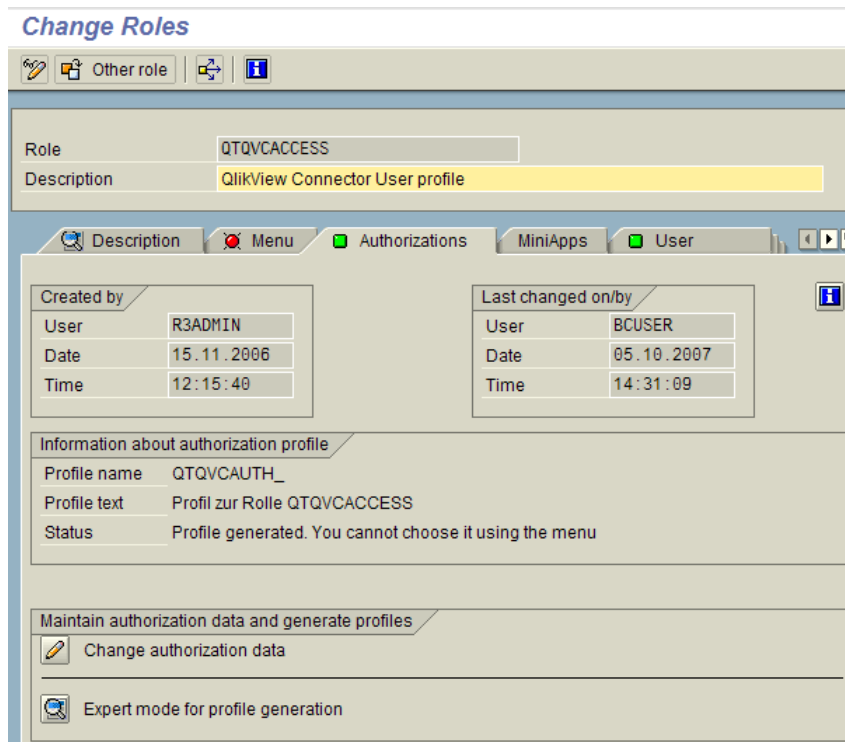 Change Roles
Other role
Role QTQVCACCESS
Description QlikView Connector User profile
Description Menu Authorizations MiniApps User
Created by Last changed on/by
User R3ADMIN User BCUSER
Date 15.11.2006 Date 05.10.2007
Time 12:15:40 Time 14:31:09
Information about authorization profile
Profile name QTQVCAUTH_
Profile text Profil zur Rolle QTQVCACCESS
Status Profile generated. You cannot choose it using the menu
Maintain authorization data and generate profiles
Change authorization data
Expert mode for profile generation